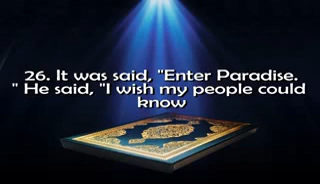 26. It was said, "Enter Paradise.
" He said, "I wish my people could
know